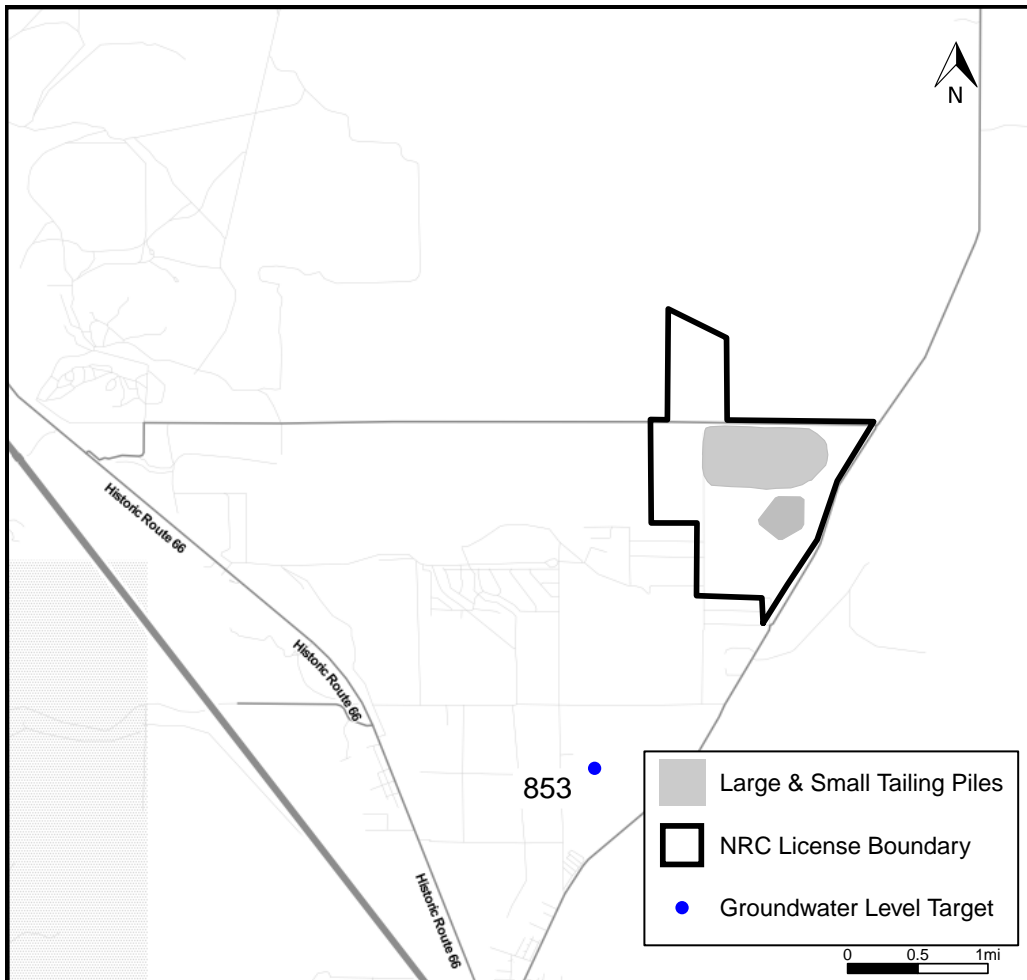 N
Historic Route 66
Historic Route 66
853
Historic Route 66
Large & Small Tailing Piles
NRC License Boundary
Groundwater Level Target
0 0.5 1mi